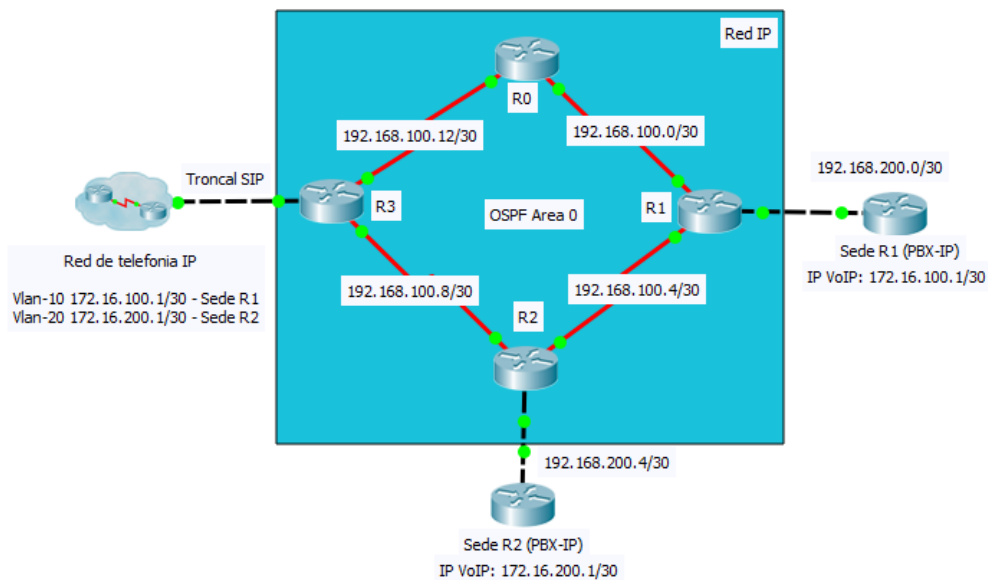 Red IP
R0
192.168.100.12/30
192.168.100.0/30
192.168.200.0/30
Troncal SIP
R3
OSPF Area 0
R1
Sede R1 (PBX-IP)
IP VoIP: 172.16.100.1/30
Red de telefonia IP
Vlan-10 172.16.100.1/30 - Sede R1
Vlan-20 172.16.200.1/30 - Sede R2
192.168.100.8/30
192.168.100.4/30
R2
192.168.200.4/30
Sede R2 (PBX-IP)
IP VoIP: 172.16.200.1/30